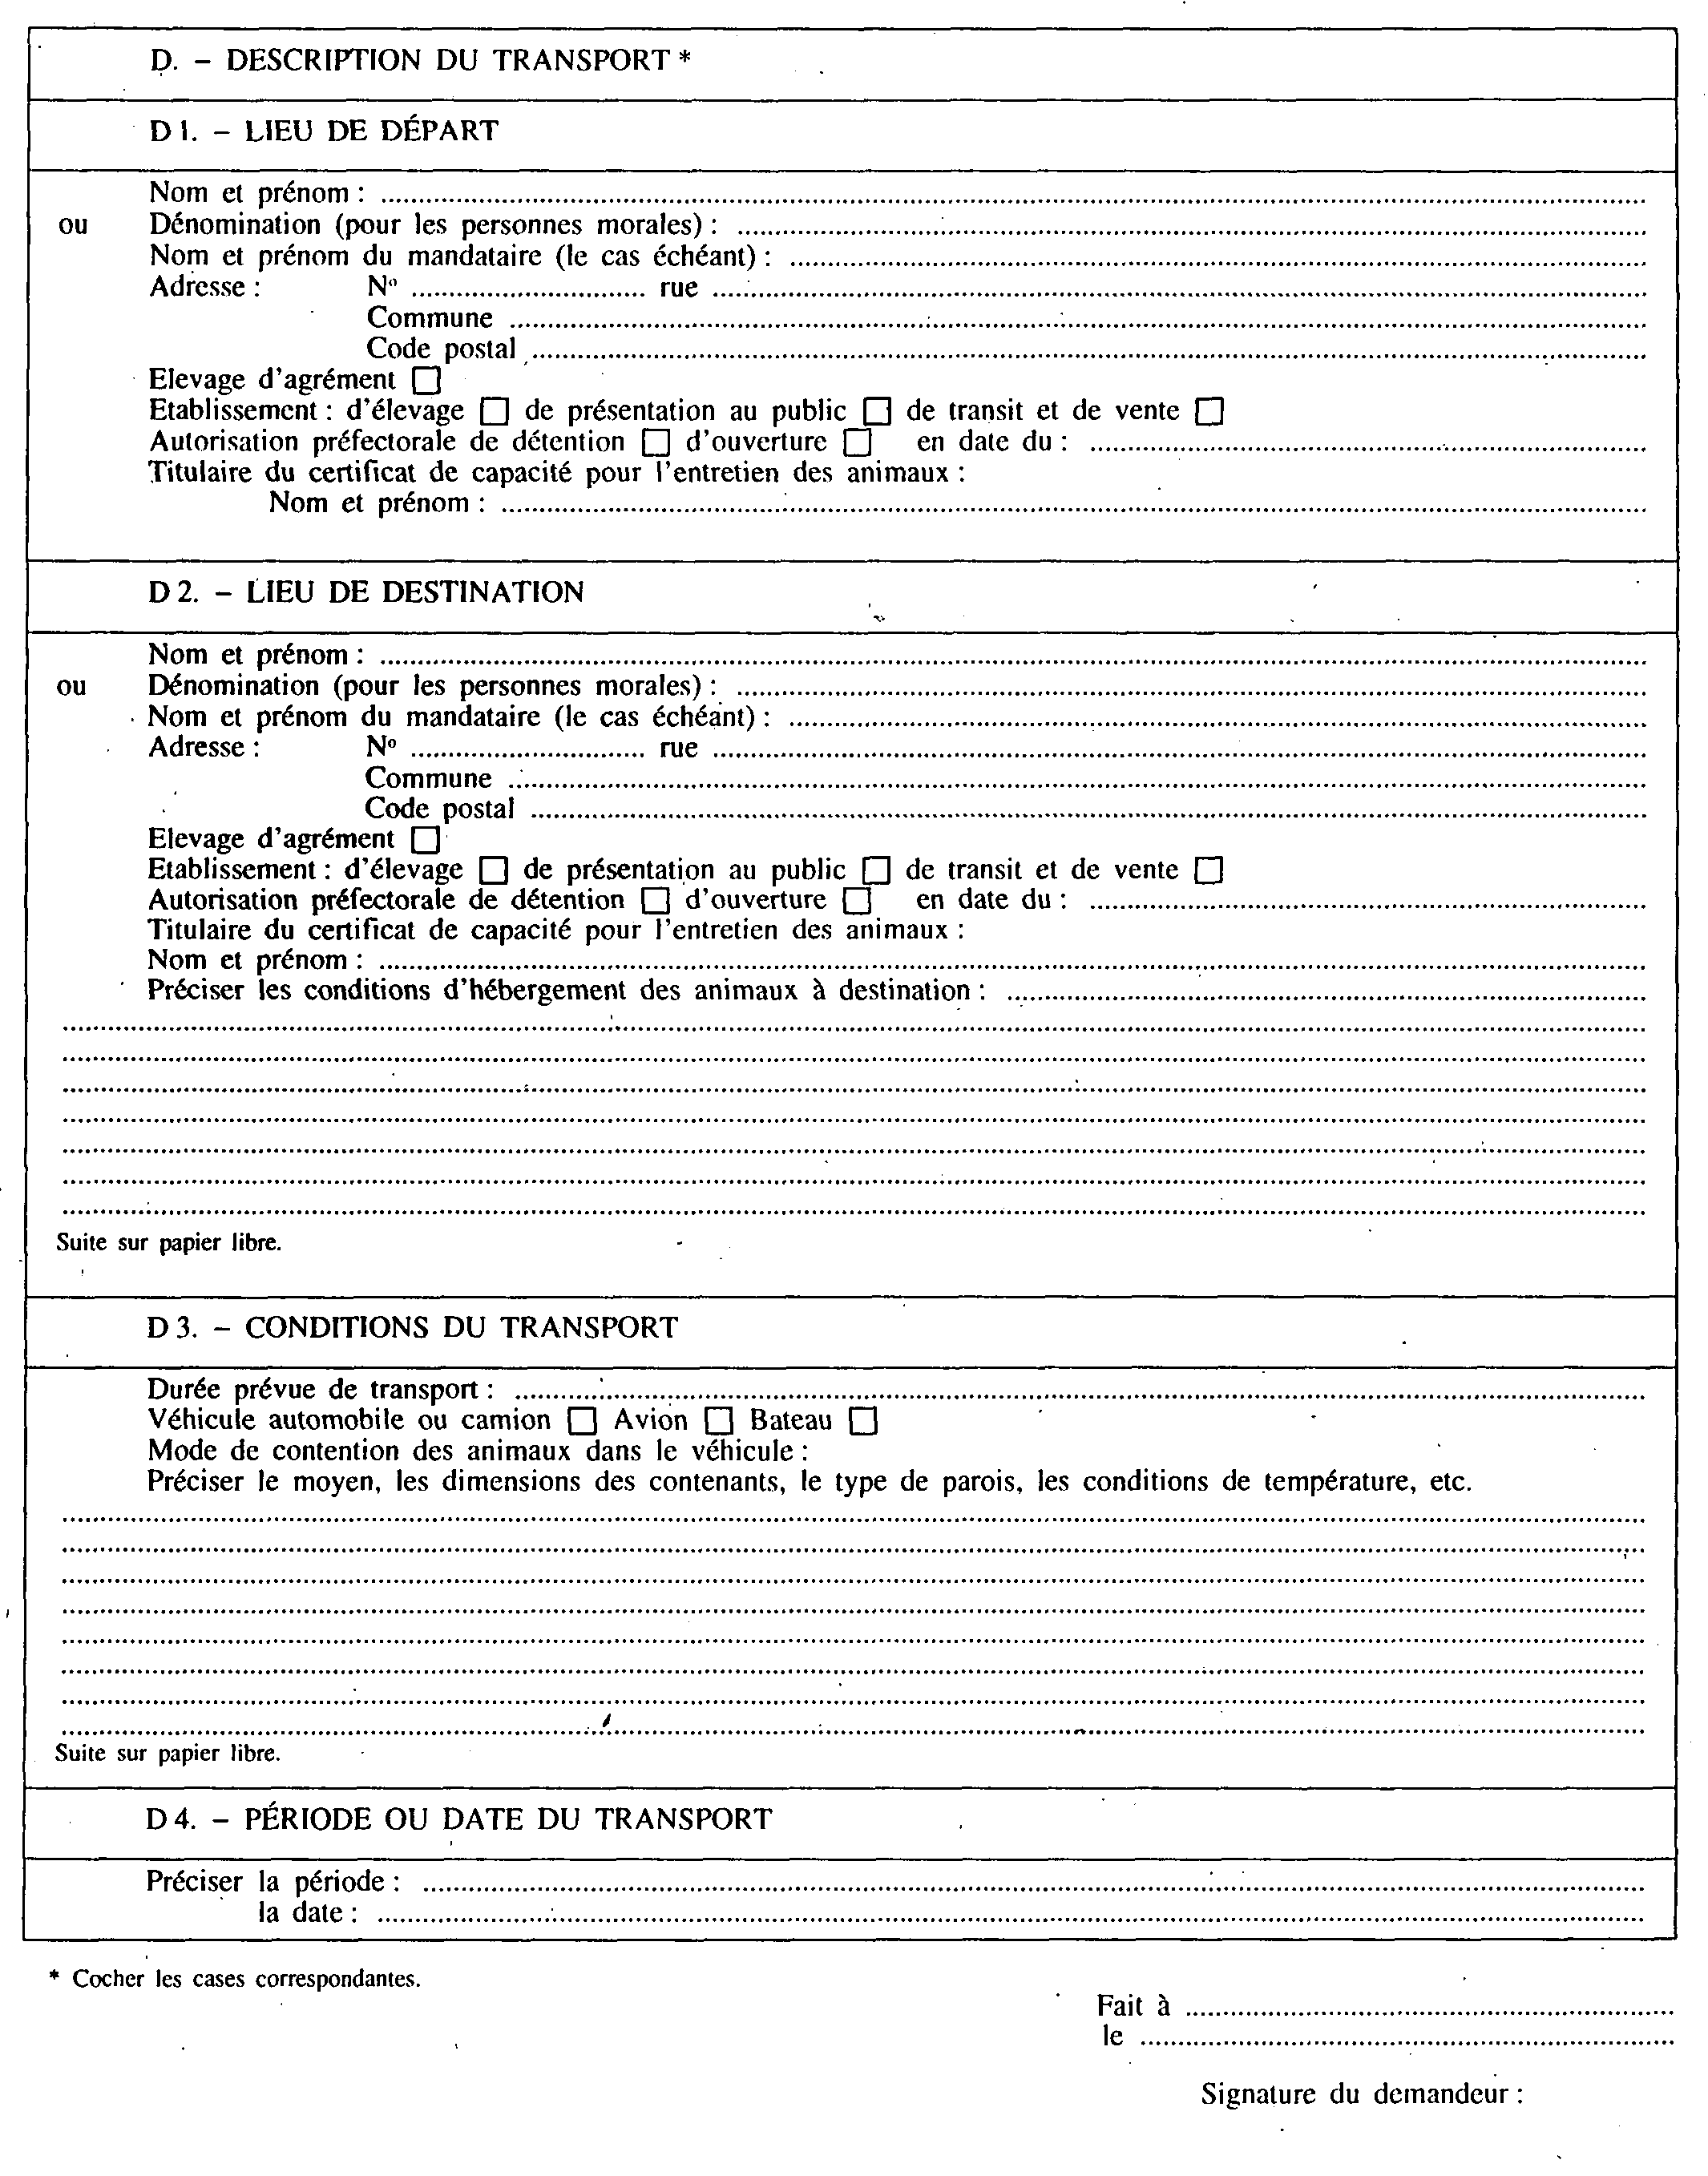 D. – DESCRIPTION DU TRANSPORT *
D 1. – LIEU DE DÉPART
Nom et prénom : ........................................
ou Dénomination (pour les personnes morales) : ........................................
Nom et prénom du mandataire (le cas échéant) : ........................................
Adresse : Nº .................... rue ........................................
Commune ........................................
Code postal ........................................
Elevage d'agrément ☐
Etablissement : d'élevage ☐ de présentation au public ☐ de transit et de vente ☐
Autorisation préfectorale de détention ☐ d'ouverture ☐ en date du : ........................................
Titulaire du certificat de capacité pour l'entretien des animaux :
Nom et prénom : ........................................
D 2. – LIEU DE DESTINATION
Nom et prénom : ........................................
ou Dénomination (pour les personnes morales) : ........................................
Nom et prénom du mandataire (le cas échéant) : ........................................
Adresse : Nº .................... rue ........................................
Commune ........................................
Code postal ........................................
Elevage d'agrément ☐
Etablissement : d'élevage ☐ de présentation au public ☐ de transit et de vente ☐
Autorisation préfectorale de détention ☐ d'ouverture ☐ en date du : ........................................
Titulaire du certificat de capacité pour l'entretien des animaux :
Nom et prénom : ........................................
Préciser les conditions d'hébergement des animaux à destination : ........................................
Suite sur papier libre.
D 3. – CONDITIONS DU TRANSPORT
Durée prévue de transport : ........................................
Véhicule automobile ou camion ☐ Avion ☐ Bateau ☐
Mode de contention des animaux dans le véhicule :
Préciser le moyen, les dimensions des contenants, le type de parois, les conditions de température, etc.
Suite sur papier libre.
D 4. – PÉRIODE OU DATE DU TRANSPORT
Préciser la période : ........................................
la date : ........................................
* Cocher les cases correspondantes.
Fait à ........................................
le ........................................
Signature du demandeur :